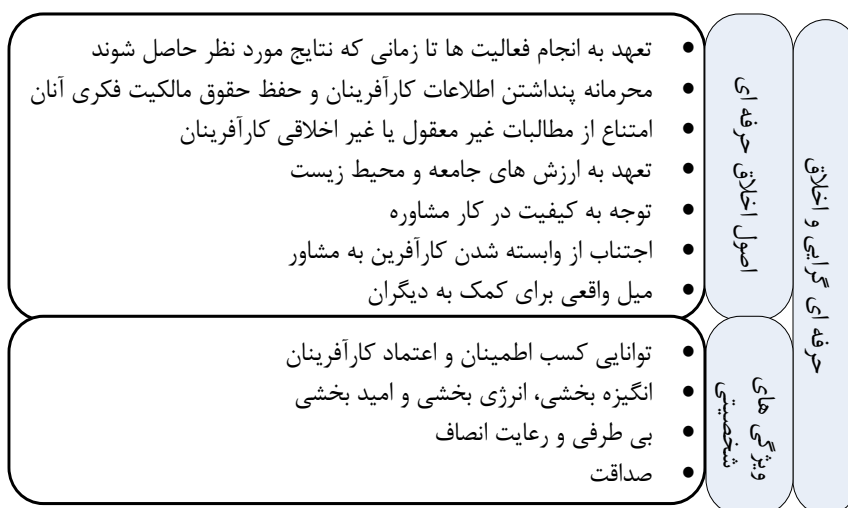 حرفه ای گرایی و اخلاق
اصول اخلاق حرفه ای
• تعهد به انجام فعالیت ها تا زمانی که نتایج مورد نظر حاصل شوند
• محرمانه پنداشتن اطلاعات کارآفرینان و حفظ حقوق مالکیت فکری آنان
• امتناع از مطالبات غیر معقول یا غیر اخلاقی کارآفرینان
• تعهد به ارزش های جامعه و محیط زیست
• توجه به کیفیت در کار مشاوره
• اجتناب از وابسته شدن کارآفرین به مشاور
• میل واقعی برای کمک به دیگران
ویژگی های
شخصیتی
• توانایی کسب اطمینان و اعتماد کارآفرینان
• انگیزه بخشی، انرژی بخشی و امید بخشی
• بی طرفی و رعایت انصاف
• صداقت